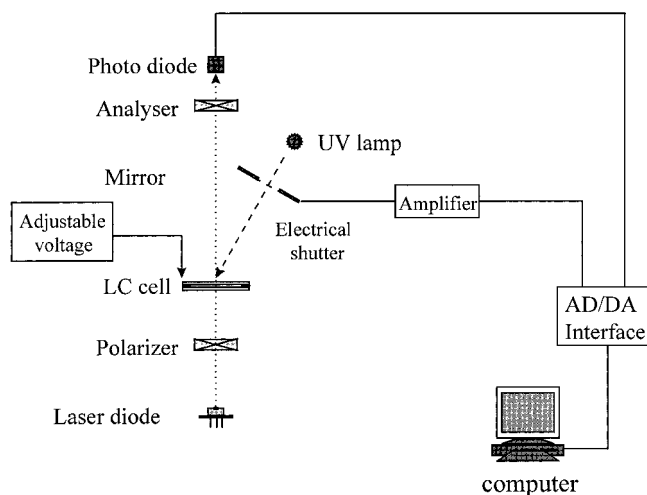 Photo diode
Analyser
UV lamp
Mirror
Amplifier
Adjustable
voltage
Electrical
shutter
LC cell
AD/DA
Interface
Polarizer
Laser diode
computer